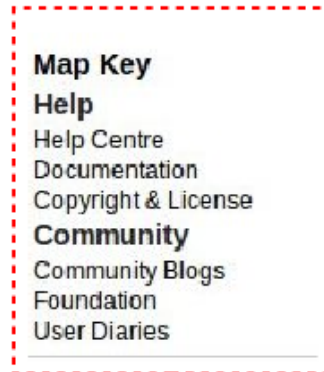 Map Key
Help
Help Centre
Documentation
Copyright & License
Community
Community Blogs
Foundation
User Diaries